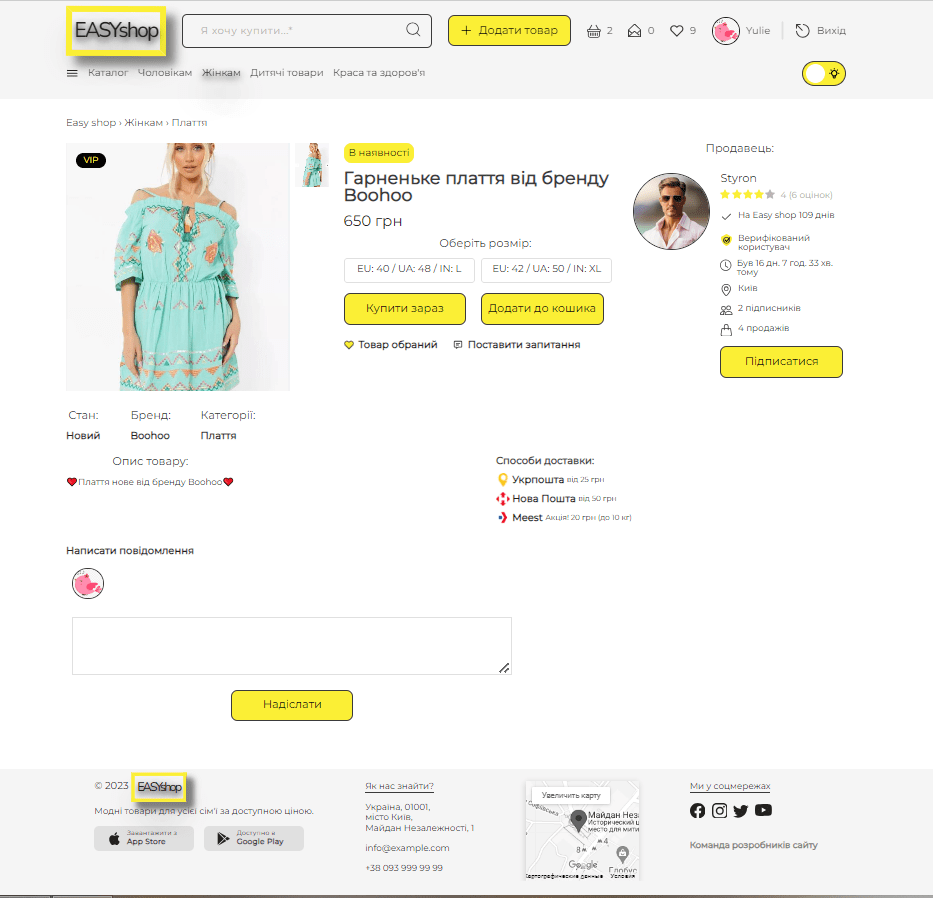 EASYshop
Я хочу купити...*
+ Додати товар
2
0
9
Yulie
Вихід
Каталог Чоловікам Жінкам Дитячі товари Краса та здоров'я
Easy shop › Жінкам › Плаття
VIP
В наявності
Гарненьке плаття від бренду
Boohoo
650 грн
Оберіть розмір:
EU: 40 / UA: 48 / IN: L
EU: 42 / UA: 50 / IN: XL
Купити зараз
Додати до кошика
Товар обраний
Поставити запитання
Продавець:
Styron
4 (6 оцінок)
На Easy shop 109 днів
Верифікований
користувач
Був 16 дн. 7 год. 33 хв.
тому
Київ
2 підписників
4 продажів
Підписатися
Стан: Бренд: Категорії:
Новий Boohoo Плаття
Опис товару:
Плаття нове від бренду Boohoo
Способи доставки:
Укрпошта від 25 грн
Нова Пошта від 50 грн
Meest Акція! 20 грн (до 10 кг)
Написати повідомлення
Надіслати
© 2023 EASYshop
Модні товари для усієї сім'ї за доступною ціною.
Завантажити з
App Store
Доступно в
Google Play
Як нас знайти?
Україна, 01001,
місто Київ,
Майдан Незалежності, 1
info@example.com
+38 093 999 99 99
Увеличить карту
Софіївська
Майдан Неза
Исторический ц
место для мити
8 4
Google
Глобус
Картографические данные Условия
Ми у соцмережах
Команда розробників сайту